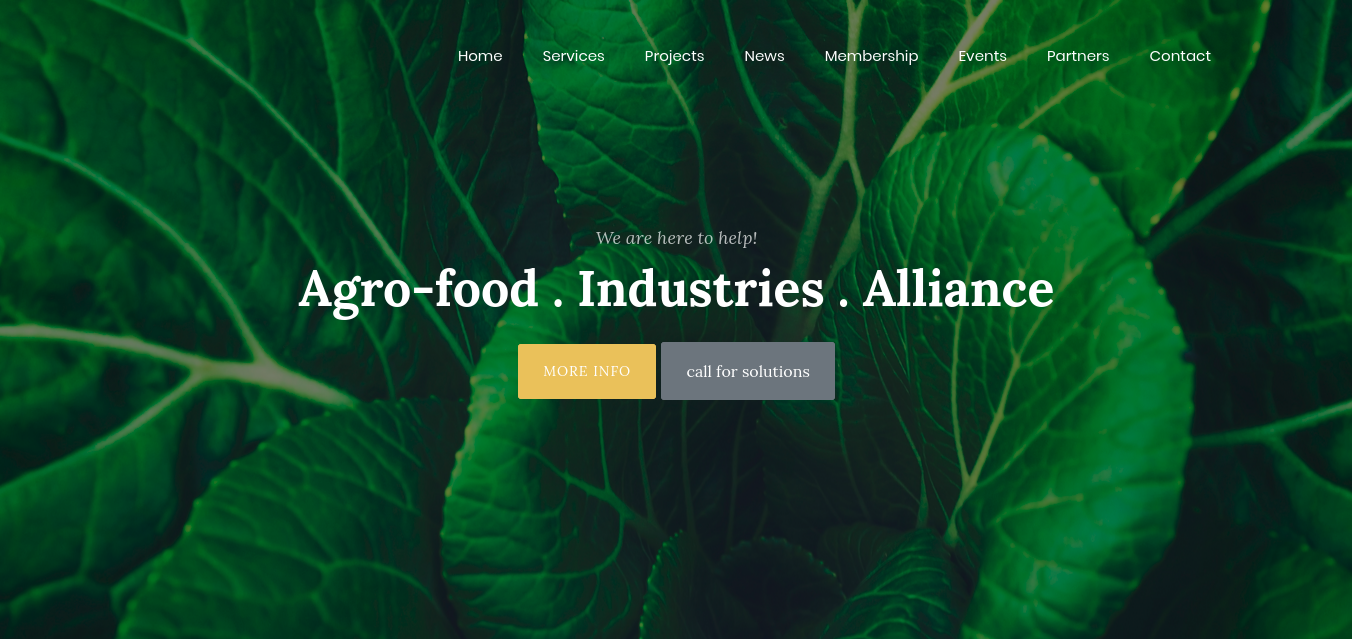 Home Services Projects News Membership Events Partners Contact
We are here to help!
Agro-food . Industries . Alliance
MORE INFO call for solutions